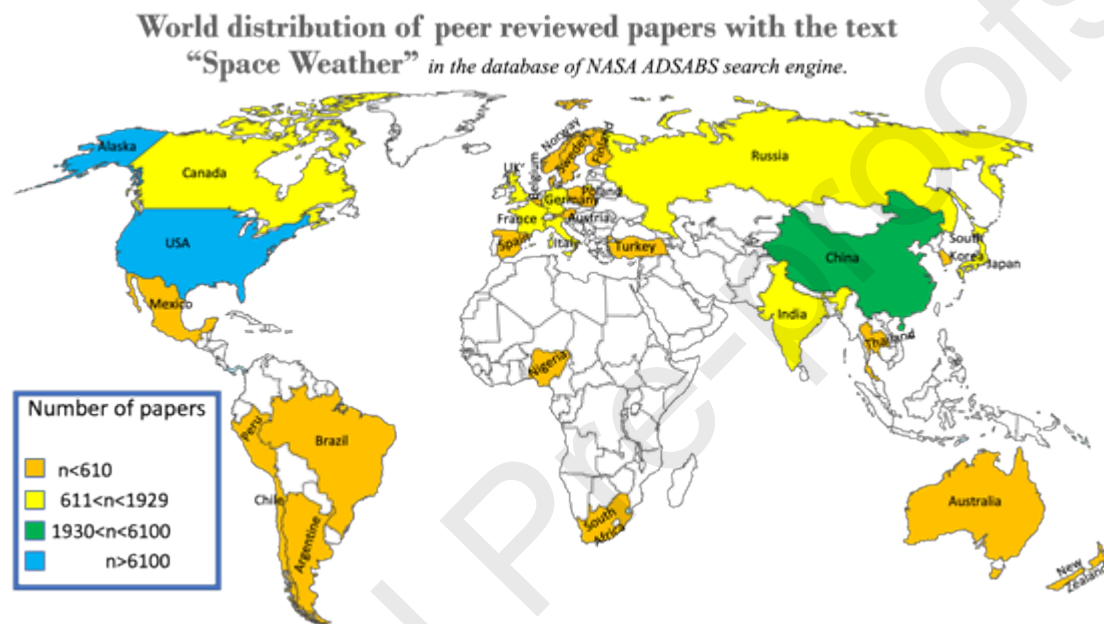 World distribution of peer reviewed papers with the text
“Space Weather” in the database of NASA ADSABS search engine.
Alaska
Canada
USA
Mexico
Peru
Brazil
Chile
Argentine
Norway
Sweden
Finland
UK
Belgium
Poland
Germany
France
Austria
Spain
Italy
Turkey
Russia
China
South
Korea
Japan
India
Thailand
Nigeria
South
Africa
Australia
New
Zealand
Number of papers
n<610
611<n<1929
1930<n<6100
n>6100
Pre-proofs